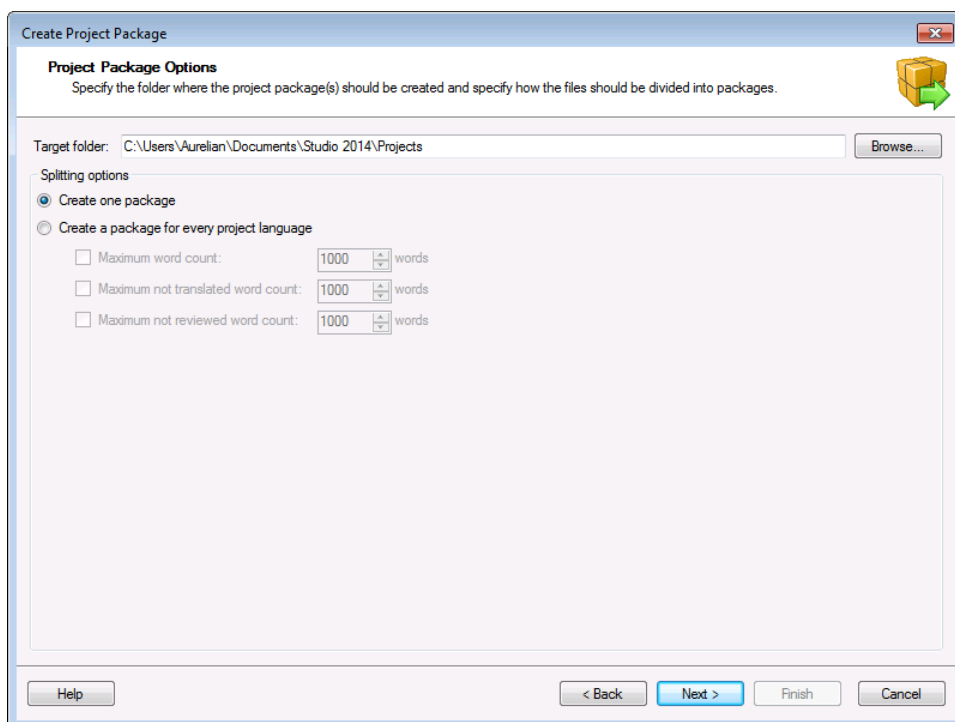 Create Project Package
Project Package Options
Specify the folder where the project package(s) should be created and specify how the files should be divided into packages.
Target folder: C:\Users\Aurelian\Documents\Studio 2014\Projects Browse...
Splitting options
Create one package
Create a package for every project language
Maximum word count: 1000 words
Maximum not translated word count: 1000 words
Maximum not reviewed word count: 1000 words
Help < Back Next > Finish Cancel